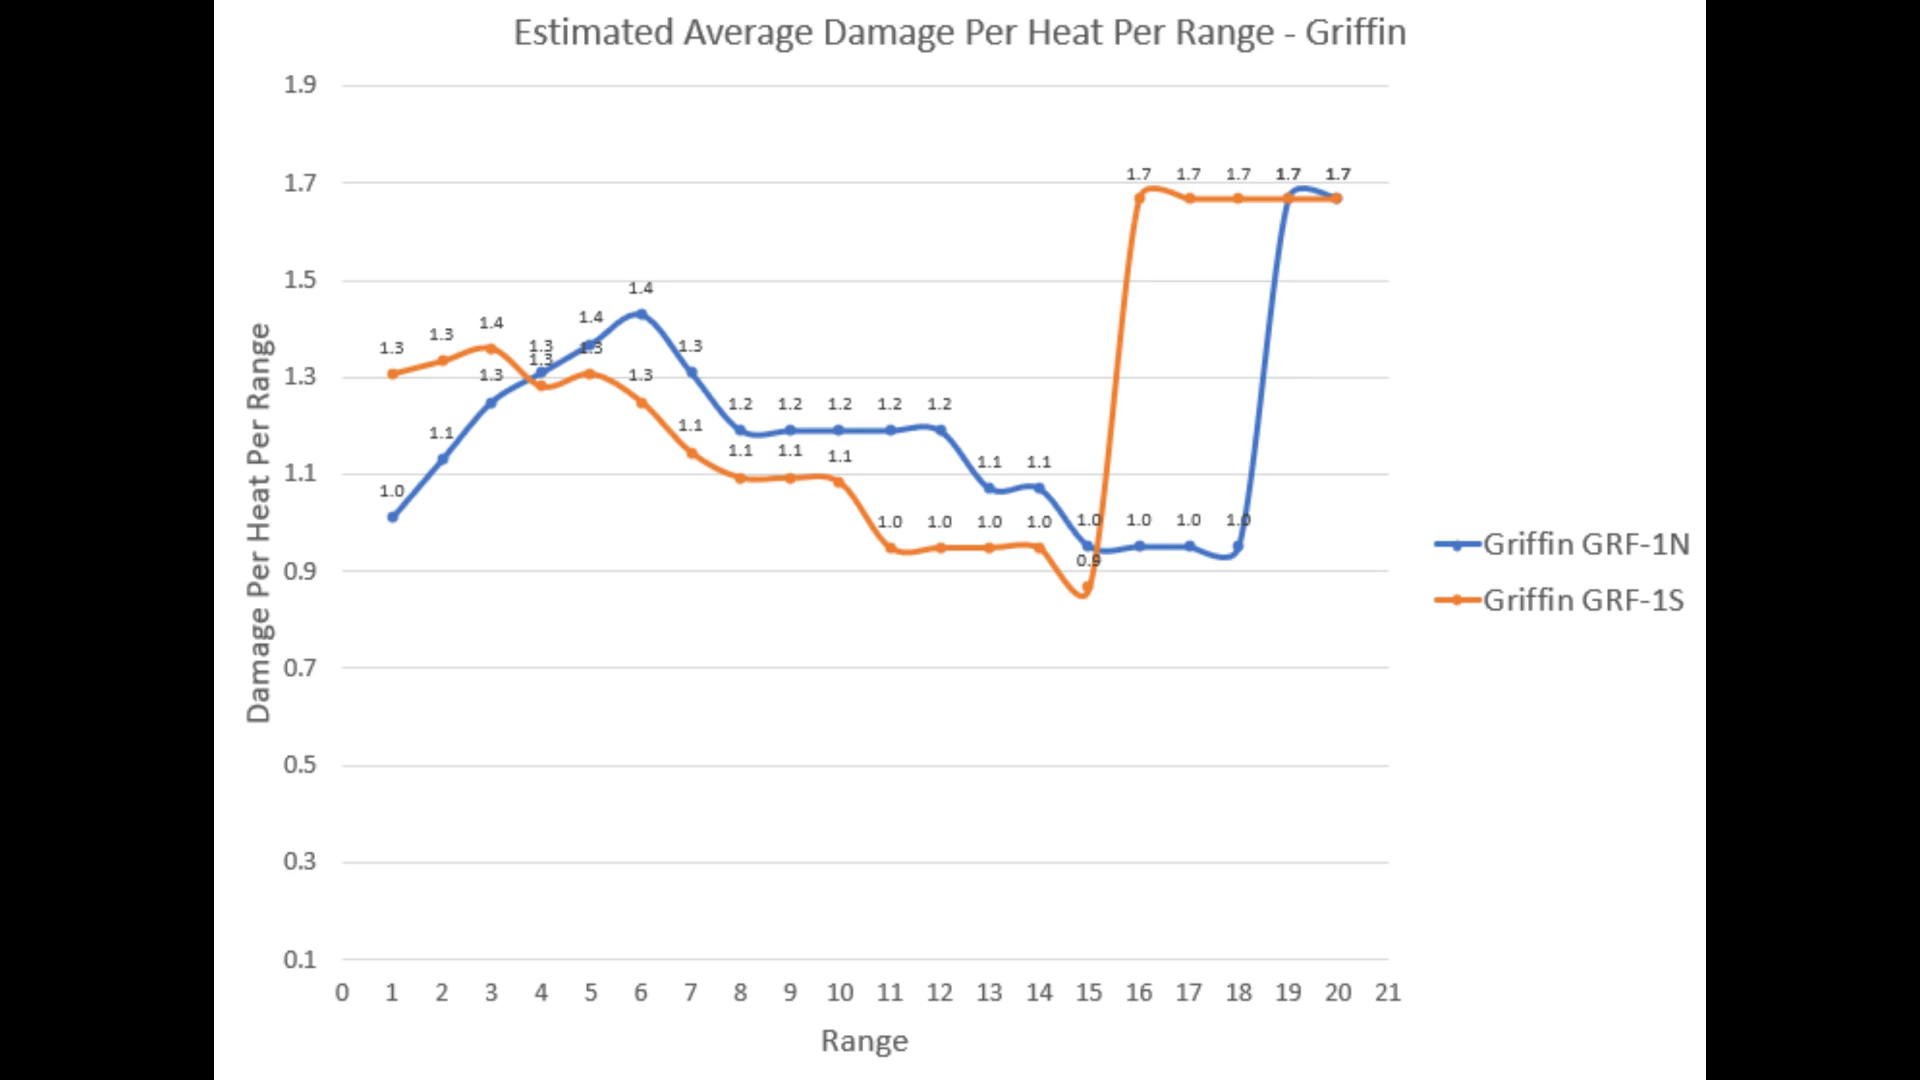 Estimated Average Damage Per Heat Per Range - Griffin
Damage Per Heat Per Range
1.9
1.7
1.5
1.3
1.1
0.9
0.7
0.5
0.3
0.1
1.7 1.7 1.7 1.7 1.7
1.4
1.4
1.3 1.3 1.4 1.3 1.3 1.3
1.3 1.3 1.3
1.1 1.1
1.2 1.2 1.2 1.2 1.2
1.1 1.1 1.1
1.1 1.1
1.0
1.0 1.0 1.0 1.0 1.0 1.0 1.0 1.0
0.9
Griffin GRF-1N
Griffin GRF-1S
0 1 2 3 4 5 6 7 8 9 10 11 12 13 14 15 16 17 18 19 20 21
Range